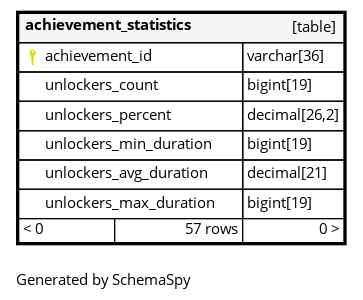 achievement_statistics [table]
achievement_id varchar[36]
unlockers_count bigint[19]
unlockers_percent decimal[26,2]
unlockers_min_duration bigint[19]
unlockers_avg_duration decimal[21]
unlockers_max_duration bigint[19]
< 0 57 rows 0 >
Generated by SchemaSpy